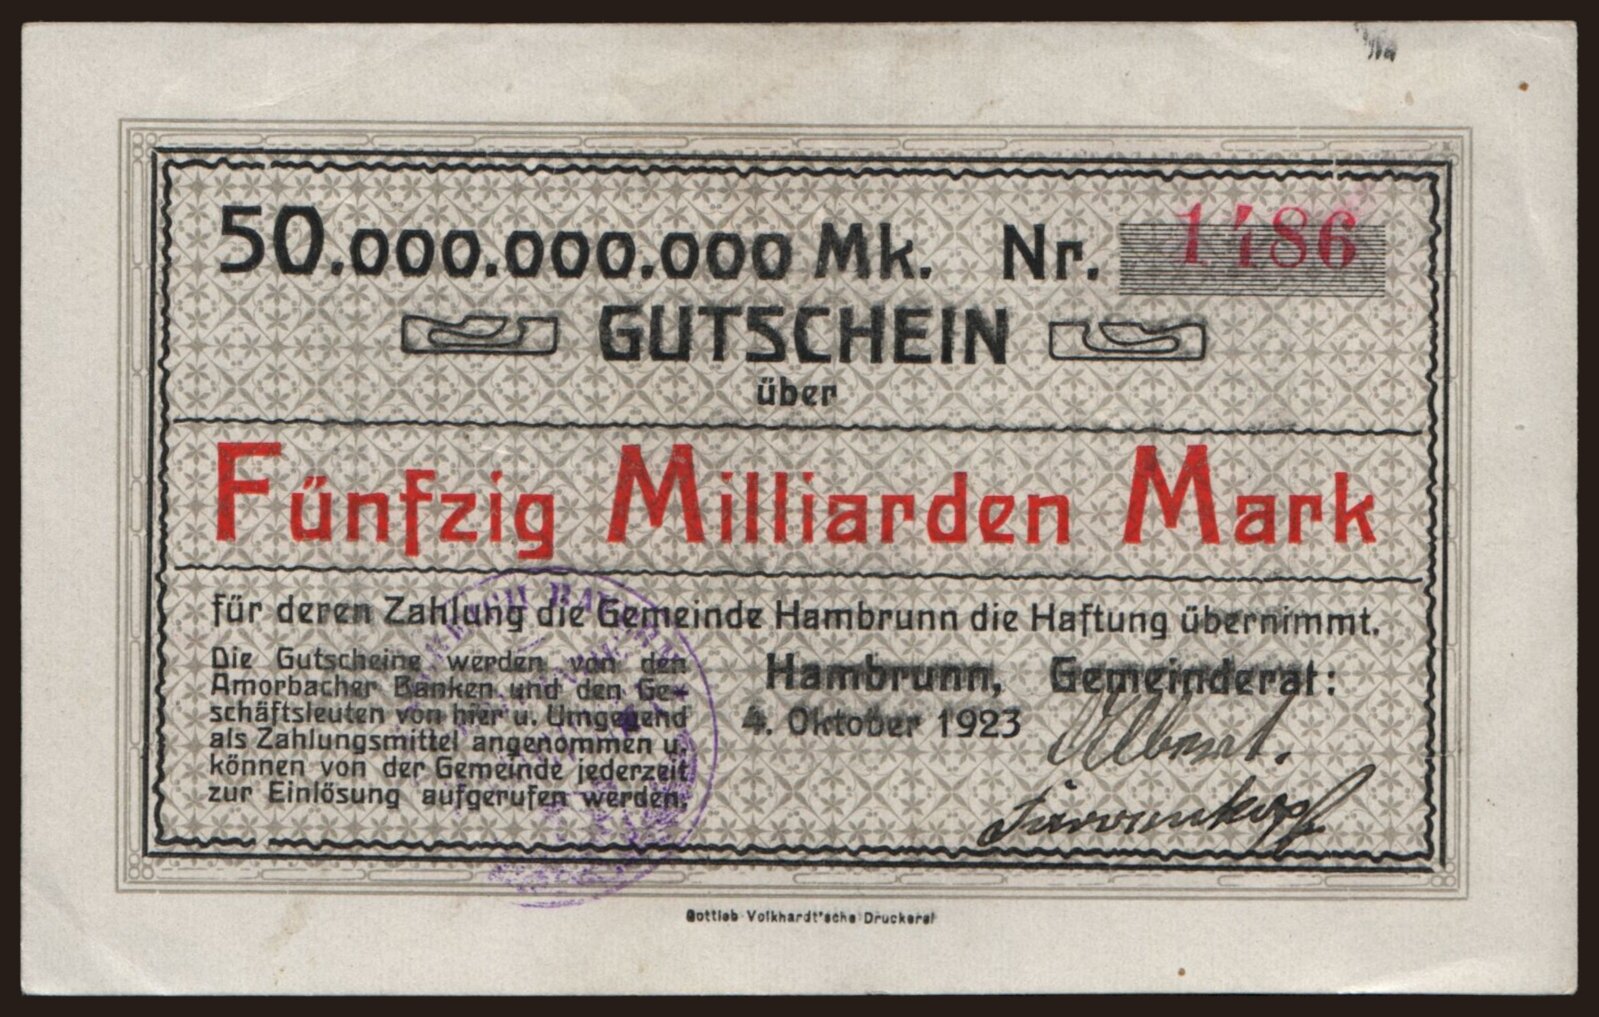 50.000.000.000 Mk. Nr. 1486
GUTSCHEIN
über
Fünfzig Milliarden Mark
für deren Zahlung die Gemeinde Hambrunn die Haftung übernimmt.
Die Gutscheine werden von den
Amorbacher Banken und den Ge-
schäftsleuten von hier u. Umgegend
als Zahlungsmittel angenommen u.
können von der Gemeinde jederzeit
zur Einlösung aufgerufen werden.
Hambrunn,
4. Oktober 1923
Gemeinderat:
Gottlieb Volkhardt'sche Druckerei